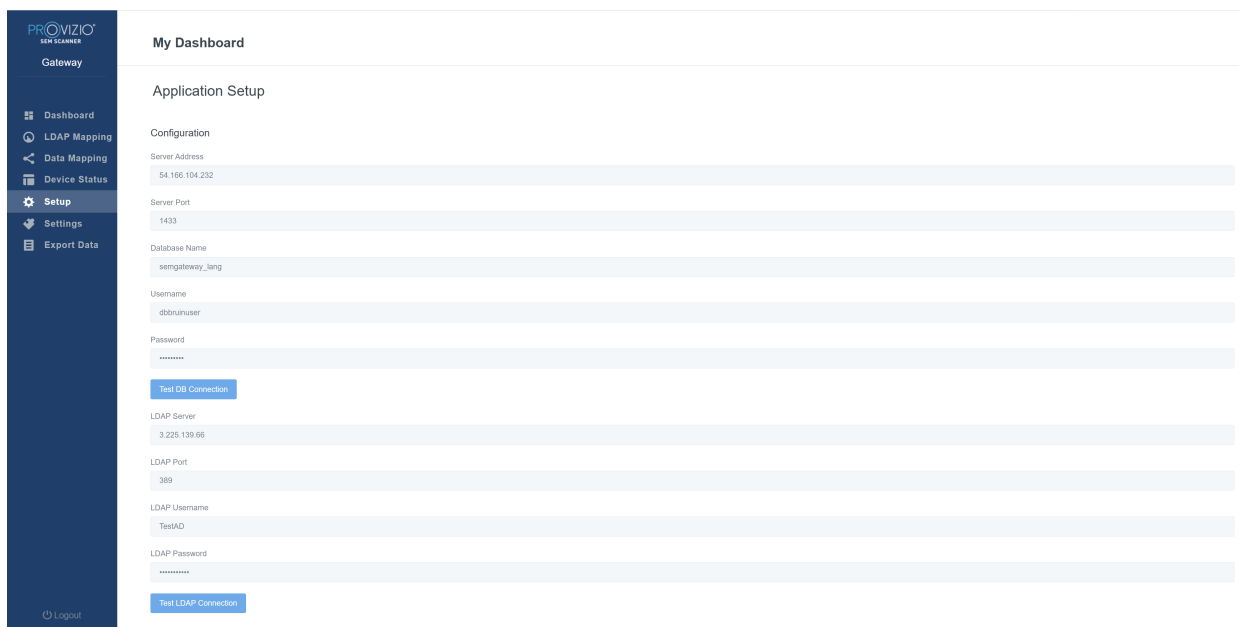 PROVIZIO®
SEM SCANNER
Gateway
Dashboard
LDAP Mapping
Data Mapping
Device Status
Setup
Settings
Export Data
Logout
My Dashboard
Application Setup
Configuration
Server Address
54.166.104.232
Server Port
1433
Database Name
semgateway_lang
Username
dbbruinuser
Password
•••••••••
Test DB Connection
LDAP Server
3.225.139.66
LDAP Port
389
LDAP Username
TestAD
LDAP Password
•••••••••••
Test LDAP Connection